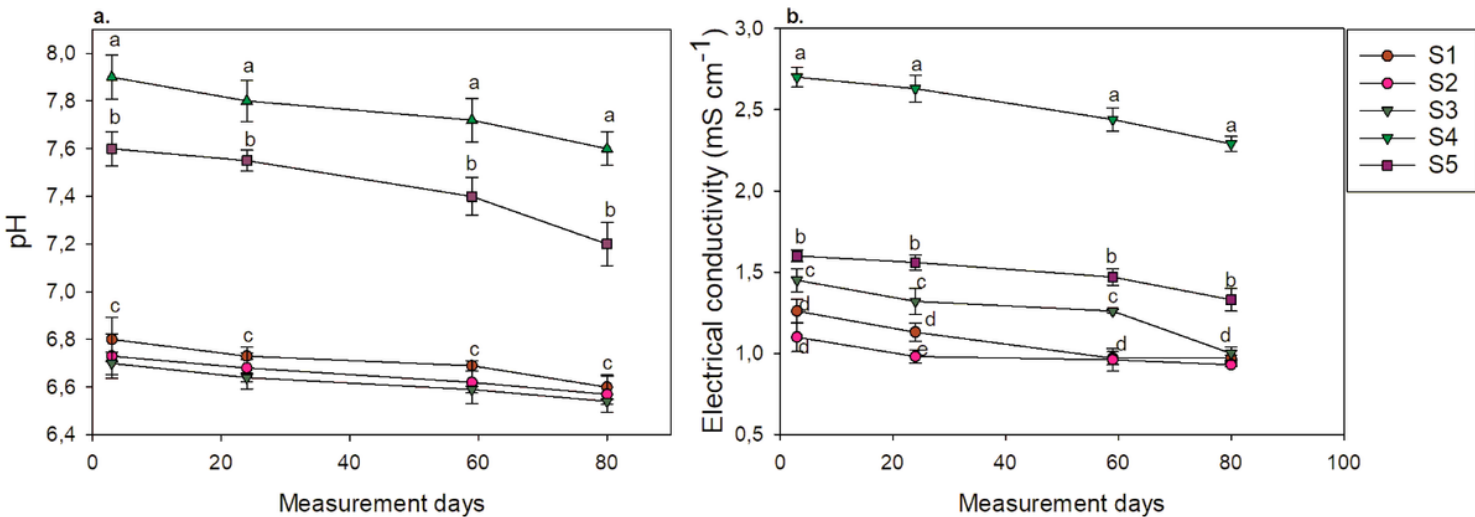 a.
a
a
a
a
b
b
b
b
c
c
c
c
8,0
7,8
7,6
7,4
7,2
7,0
6,8
6,6
6,4
pH
0
20
40
60
80
Measurement days
b.
a
a
a
a
b
b
b
b
c
c
c
d
d
d
d
d
e
3,0
2,5
2,0
1,5
1,0
0,5
Electrical conductivity (mS cm⁻¹)
0
20
40
60
80
100
Measurement days
S1
S2
S3
S4
S5